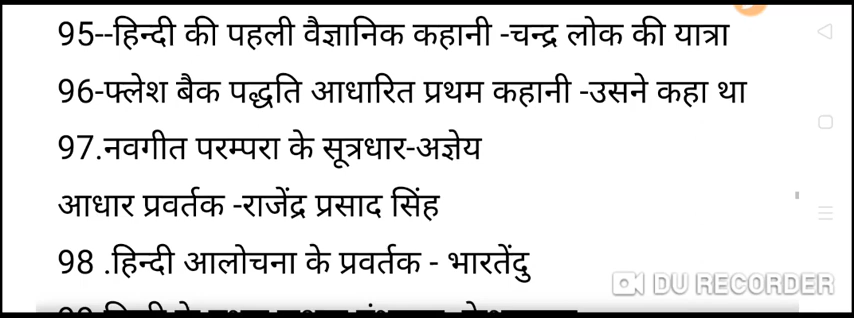 95--हिन्दी की पहली वैज्ञानिक कहानी -चन्द्र लोक की यात्रा
96-फ्लेश बैक पद्धति आधारित प्रथम कहानी -उसने कहा था
97.नवगीत परम्परा के सूत्रधार-अज्ञेय
आधार प्रवर्तक -राजेंद्र प्रसाद सिंह
98 .हिन्दी आलोचना के प्रवर्तक - भारतेंदु
DU RECORDER